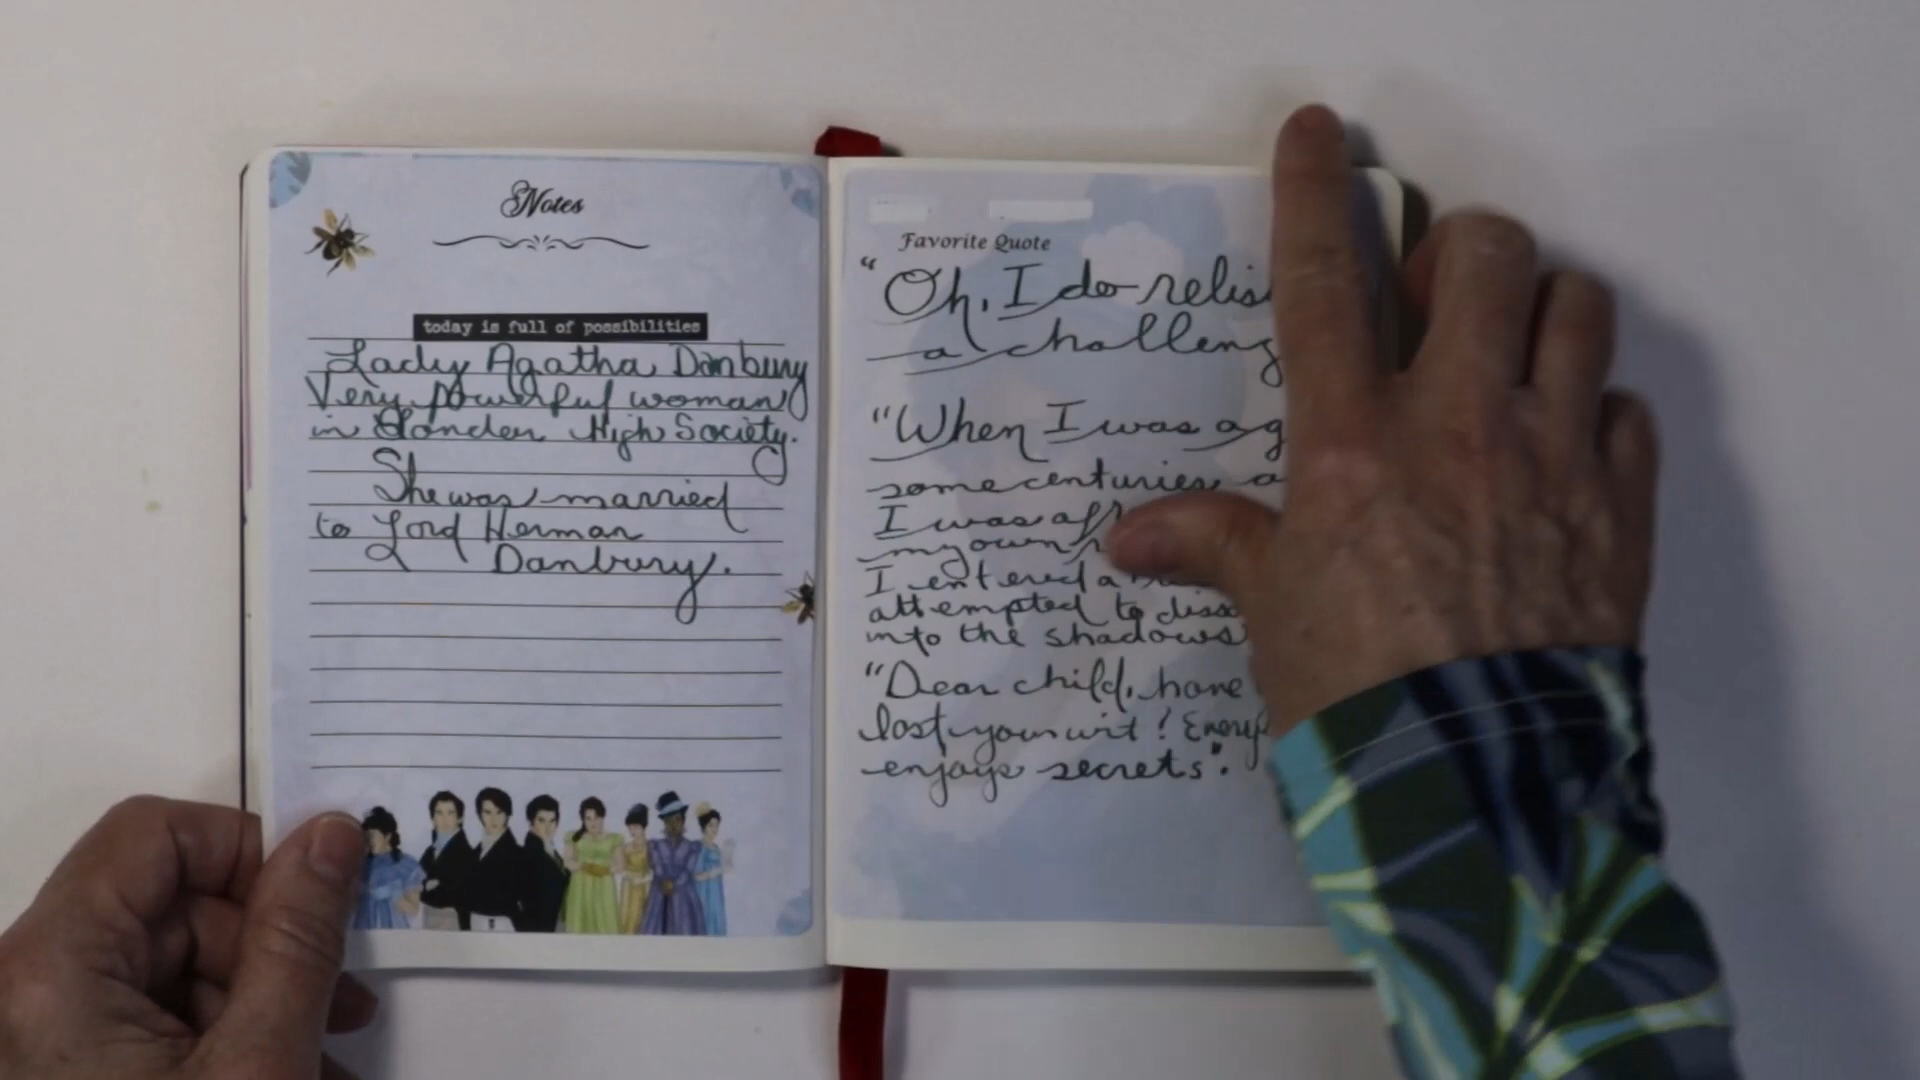 Notes
today is full of possibilities
Lady Agatha Danbury
Very powerful woman
in London High Society.
She was married
to Lord Herman
Danbury.
Favorite Quote
"Oh, I do relis
a challeng
"When I was a g
some centuries a
I was afr
my own
I entered a
attempted to diss
into the shadows
"Dear child, have
lost your wit? Every
enjoys secrets".